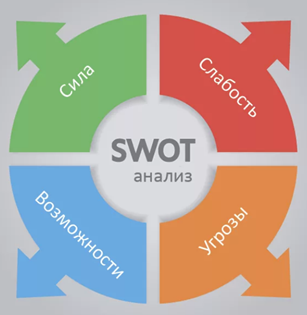 Сила
Слабость
SWOT
анализ
Возможности
Угрозы